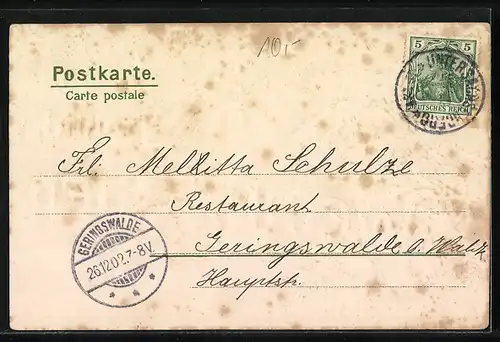 10,-
Postkarte.
Carte postale
5 5
DEUTSCHES REICH
Frl. Melitta Schulze
Restaurant
Geringswalde
Hauptstr.
GERINGSWALDE
26.12.02.7-8V.